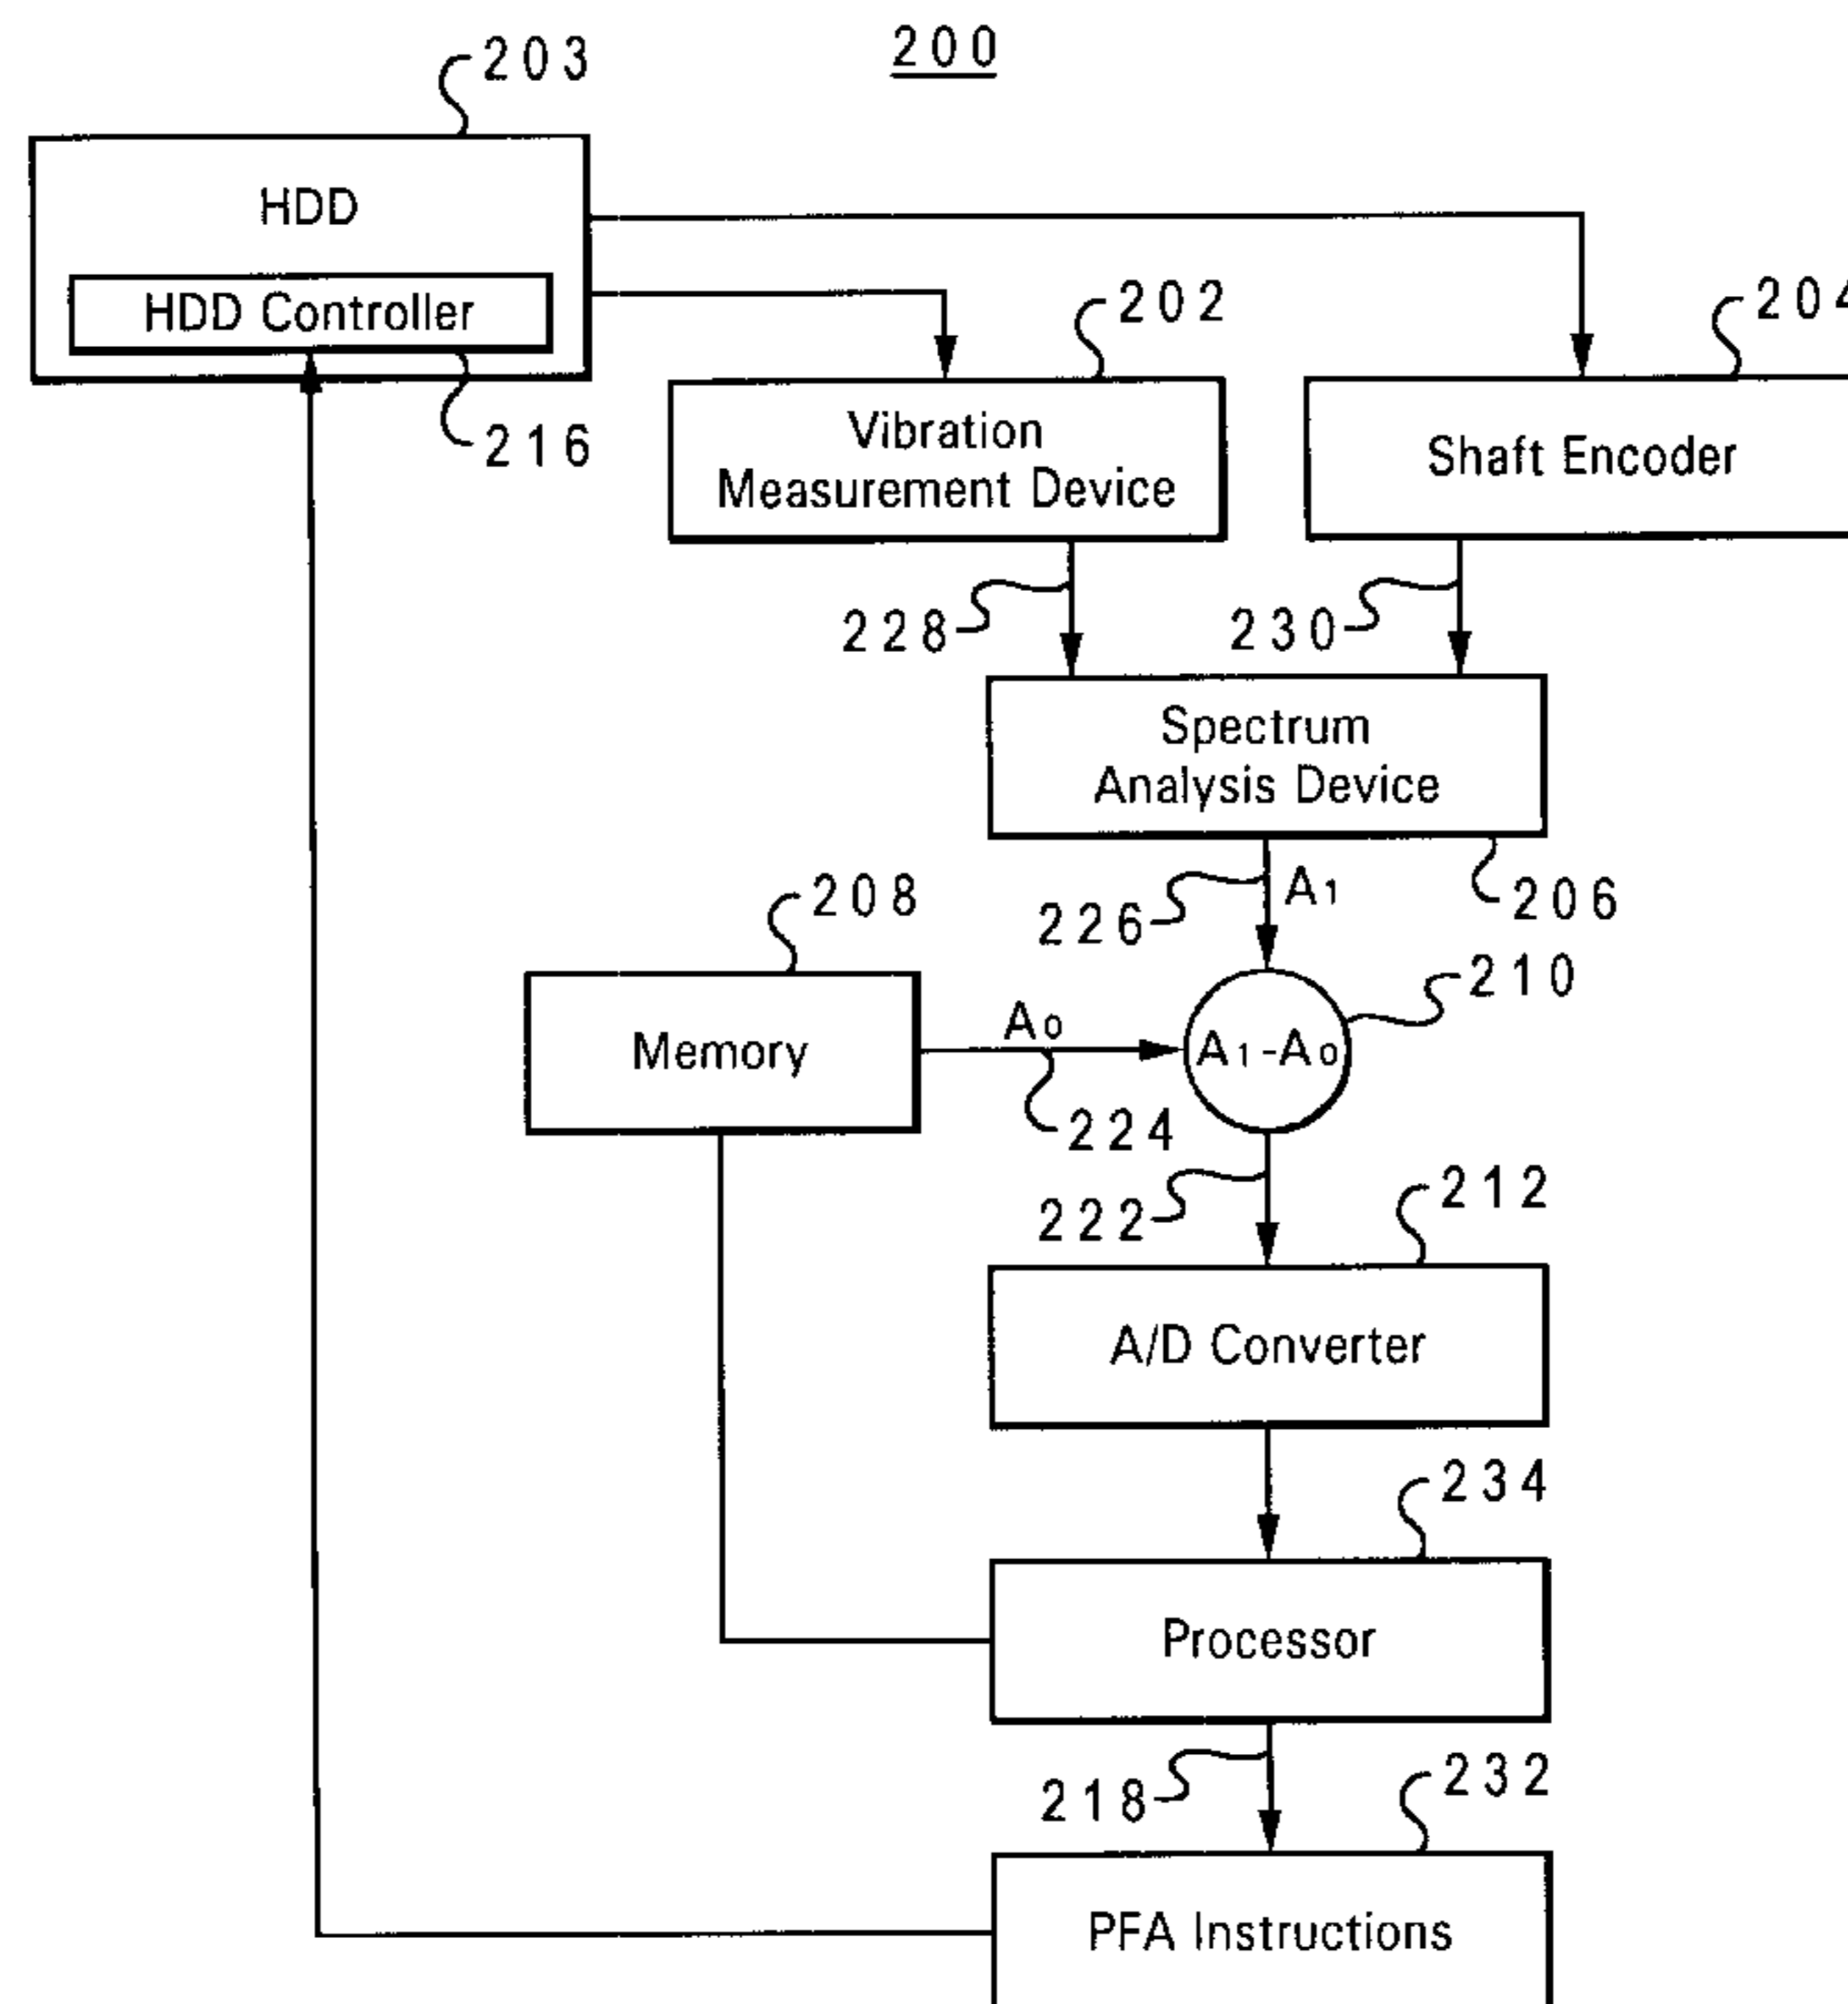 200
203
HDD
HDD Controller
202
204
216
Vibration
Measurement Device
Shaft Encoder
228
230
Spectrum
Analysis Device
A1
226
206
208
210
Memory
A0
A1-A0
224
222
212
A/D Converter
234
Processor
218
232
PFA Instructions